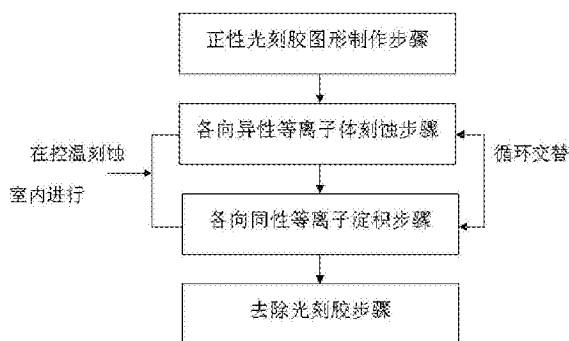 正性光刻胶图形制作步骤
各向异性等离子体刻蚀步骤
在控温刻蚀
室内进行
循环交替
各向同性等离子淀积步骤
去除光刻胶步骤